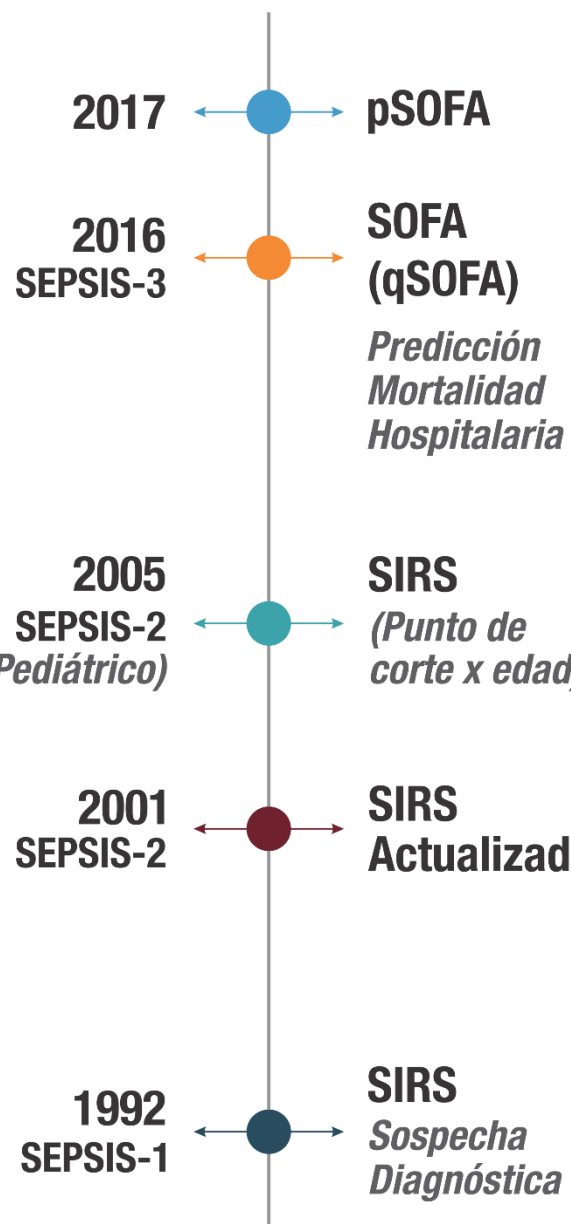 2017
pSOFA
2016
SEPSIS-3
SOFA
(qSOFA)
Predicción
Mortalidad
Hospitalaria
2005
SEPSIS-2
Pediátrico)
SIRS
(Punto de
corte x edad)
2001
SEPSIS-2
SIRS
Actualizad
1992
SEPSIS-1
SIRS
Sospecha
Diagnóstica